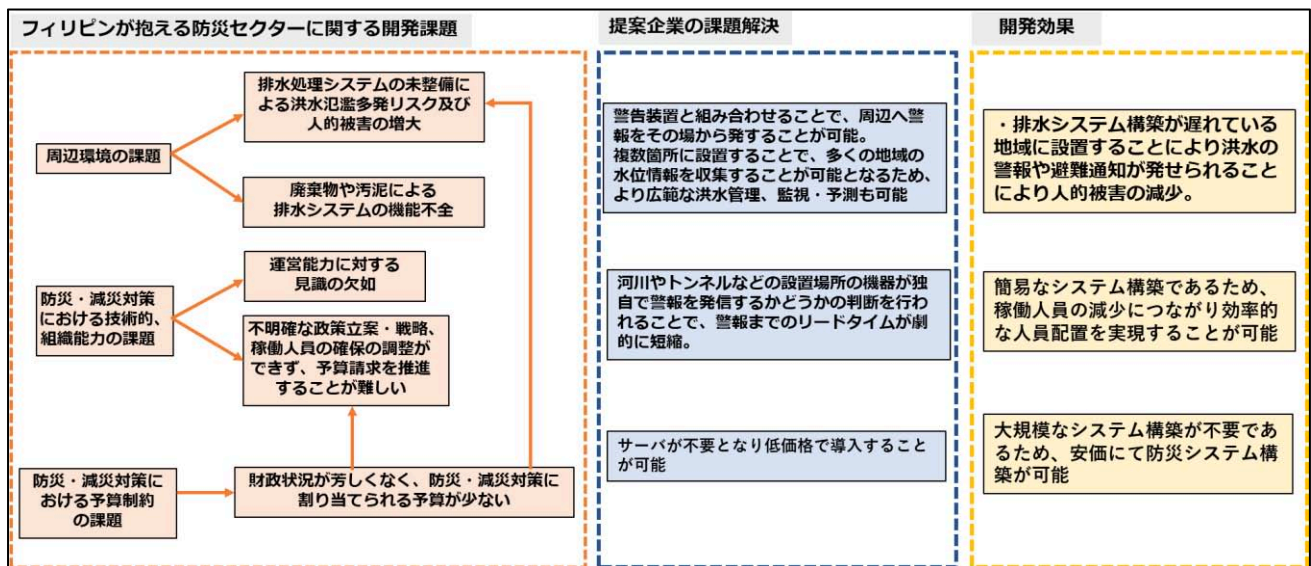 フィリピンが抱える防災セクターに関する開発課題
排水処理システムの未整備に
よる洪水氾濫多発リスク及び
人的被害の増大
周辺環境の課題
廃棄物や汚泥による
排水システムの機能不全
運営能力に対する
見識の欠如
防災・減災対策
における技術的、
組織能力の課題
不明確な政策立案・戦略、
稼働人員の確保の調整が
できず、予算請求を推進
することが難しい
防災・減災対策に
おける予算制約
の課題
財政状況が芳しくなく、防災・減災対策に
割り当てられる予算が少ない
提案企業の課題解決
警告装置と組み合わせることで、周辺へ警
報をその場から発することが可能。
複数箇所に設置することで、多くの地域の
水位情報を収集することが可能となるため、
より広範な洪水管理、監視・予測も可能
河川やトンネルなどの設置場所の機器が独
自で警報を発信するかどうかの判断を行わ
れることで、警報までのリードタイムが劇
的に短縮。
サーバが不要となり低価格で導入すること
が可能
開発効果
・排水システム構築が遅れている
地域に設置することにより洪水の
警報や避難通知が発せられること
により人的被害の減少。
簡易なシステム構築であるため、
稼働人員の減少につながり効率的
な人員配置を実現することが可能
大規模なシステム構築が不要であ
るため、安価にて防災システム構
築が可能